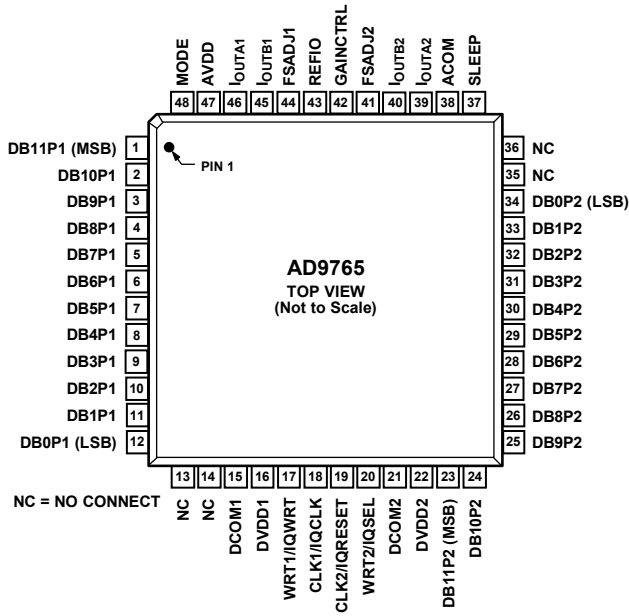 MODE
AVDD
IOUTA1
IOUTB1
FSADJ1
REFIO
GAINCTRL
FSADJ2
IOUTB2
IOUTA2
ACOM
SLEEP
48 47 46 45 44 43 42 41 40 39 38 37
DB11P1 (MSB) 1
DB10P1 2
DB9P1 3
DB8P1 4
DB7P1 5
DB6P1 6
DB5P1 7
DB4P1 8
DB3P1 9
DB2P1 10
DB1P1 11
DB0P1 (LSB) 12
PIN 1
AD9765
TOP VIEW
(Not to Scale)
36 NC
35 NC
34 DB0P2 (LSB)
33 DB1P2
32 DB2P2
31 DB3P2
30 DB4P2
29 DB5P2
28 DB6P2
27 DB7P2
26 DB8P2
25 DB9P2
13 14 15 16 17 18 19 20 21 22 23 24
NC
NC
DCOM1
DVDD1
WRT1/IQWRT
CLK1/IQCLK
CLK2/IQRESET
WRT2/IQSEL
DCOM2
DVDD2
DB11P2 (MSB)
DB10P2
NC = NO CONNECT